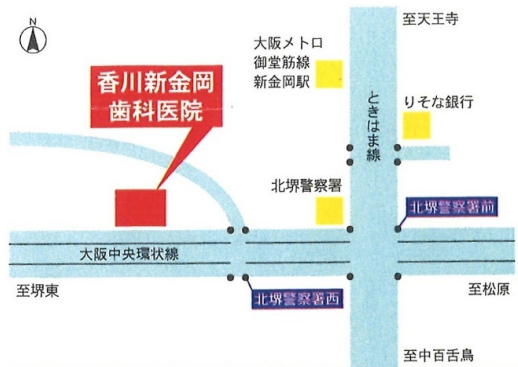 N
至天王寺
大阪メトロ
御堂筋線
新金岡駅
香川新金岡
歯科医院
ときはま線
りそな銀行
北堺警察署
北堺警察署前
大阪中央環状線
至堺東
北堺警察署西
至松原
至中百舌鳥